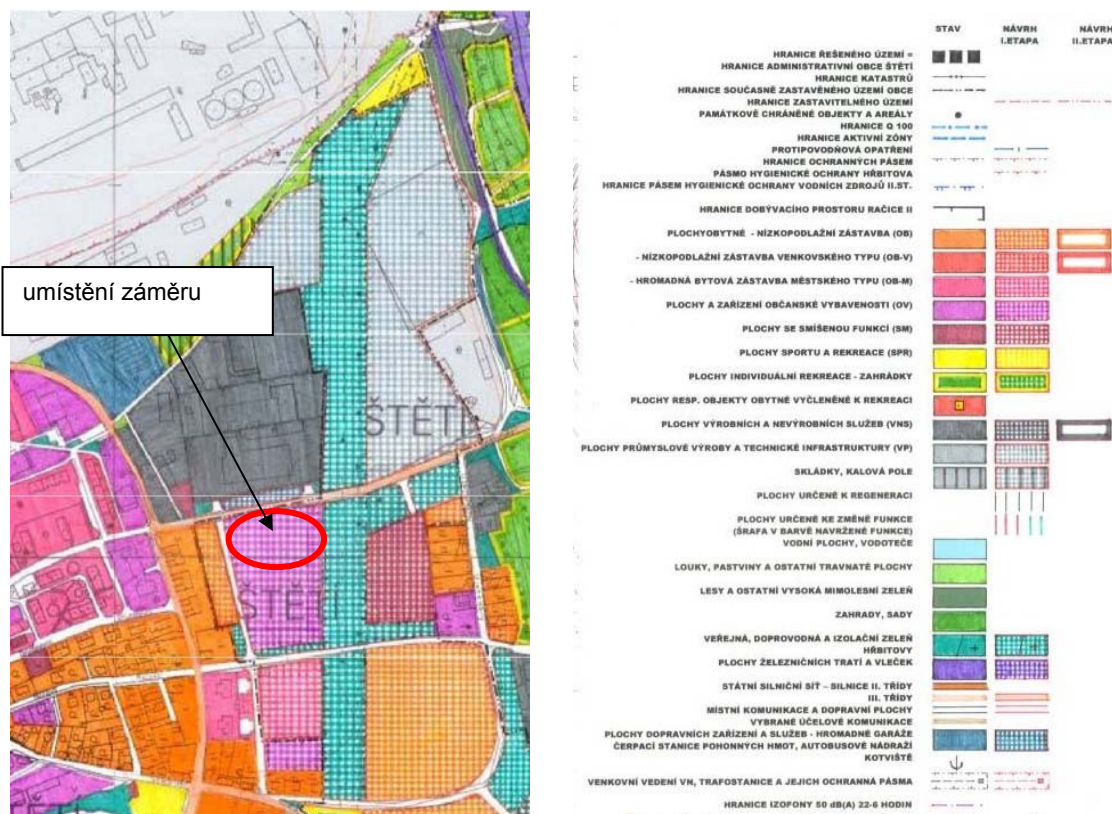 umístění záměru
ŠTĚTÍ
ŠTĚTÍ
STAV
NÁVRH
I.ETAPA
NÁVRH
II.ETAPA
HRANICE ŘEŠENÉHO ÚZEMÍ =
HRANICE ADMINISTRATIVNÍ OBCE ŠTĚTÍ
HRANICE KATASTRŮ
HRANICE SOUČASNĚ ZASTAVĚNÉHO ÚZEMÍ OBCE
HRANICE ZASTAVITELNÉHO ÚZEMÍ
PAMÁTKOVĚ CHRÁNĚNÉ OBJEKTY A AREÁLY
HRANICE Q 100
HRANICE AKTIVNÍ ZÓNY
PROTIPOVODŇOVÁ OPATŘENÍ
HRANICE OCHRANNÝCH PÁSEM
PÁSMO HYGIENICKÉ OCHRANY HŘBITOVA
HRANICE PÁSEM HYGIENICKÉ OCHRANY VODNÍCH ZDROJŮ II.ST.
HRANICE DOBÝVACÍHO PROSTORU RAČICE II
PLOCHYOBYTNÉ - NÍZKOPODLAŽNÍ ZÁSTAVBA (OB)
- NÍZKOPODLAŽNÍ ZÁSTAVBA VENKOVSKÉHO TYPU (OB-V)
- HROMADNÁ BYTOVÁ ZÁSTAVBA MĚSTSKÉHO TYPU (OB-M)
PLOCHY A ZAŘÍZENÍ OBČANSKÉ VYBAVENOSTI (OV)
PLOCHY SE SMÍŠENOU FUNKCÍ (SM)
PLOCHY SPORTU A REKREACE (SPR)
PLOCHY INDIVIDUÁLNÍ REKREACE - ZAHRÁDKY
PLOCHY RESP. OBJEKTY OBYTNÉ VYČLENĚNÉ K REKREACI
PLOCHY VÝROBNÍCH A NEVÝROBNÍCH SLUŽEB (VNS)
PLOCHY PRŮMYSLOVÉ VÝROBY A TECHNICKÉ INFRASTRUKTURY (VP)
SKLÁDKY, KALOVÁ POLE
PLOCHY URČENÉ K REGENERACI
PLOCHY URČENÉ KE ZMĚNĚ FUNKCE
(ŠRAFA V BARVĚ NAVRŽENÉ FUNKCE)
VODNÍ PLOCHY, VODOTEČE
LOUKY, PASTVINY A OSTATNÍ TRAVNATÉ PLOCHY
LESY A OSTATNÍ VYSOKÁ MIMOLESNÍ ZELEŇ
ZAHRADY, SADY
VEŘEJNÁ, DOPROVODNÁ A IZOLAČNÍ ZELEŇ
HŘBITOVY
PLOCHY ŽELEZNIČNÍCH TRATÍ A VLEČEK
STÁTNÍ SILNIČNÍ SÍŤ – SILNICE II. TŘÍDY
III. TŘÍDY
MÍSTNÍ KOMUNIKACE A DOPRAVNÍ PLOCHY
VYBRANÉ ÚČELOVÉ KOMUNIKACE
PLOCHY DOPRAVNÍCH ZAŘÍZENÍ A SLUŽEB - HROMADNÉ GARÁŽE
ČERPACÍ STANICE POHONNÝCH HMOT, AUTOBUSOVÉ NÁDRAŽÍ
KOTVIŠTĚ
VENKOVNÍ VEDENÍ VN, TRAFOSTANICE A JEJICH OCHRANNÁ PÁSMA
HRANICE IZOFONY 50 dB(A) 22-6 HODIN